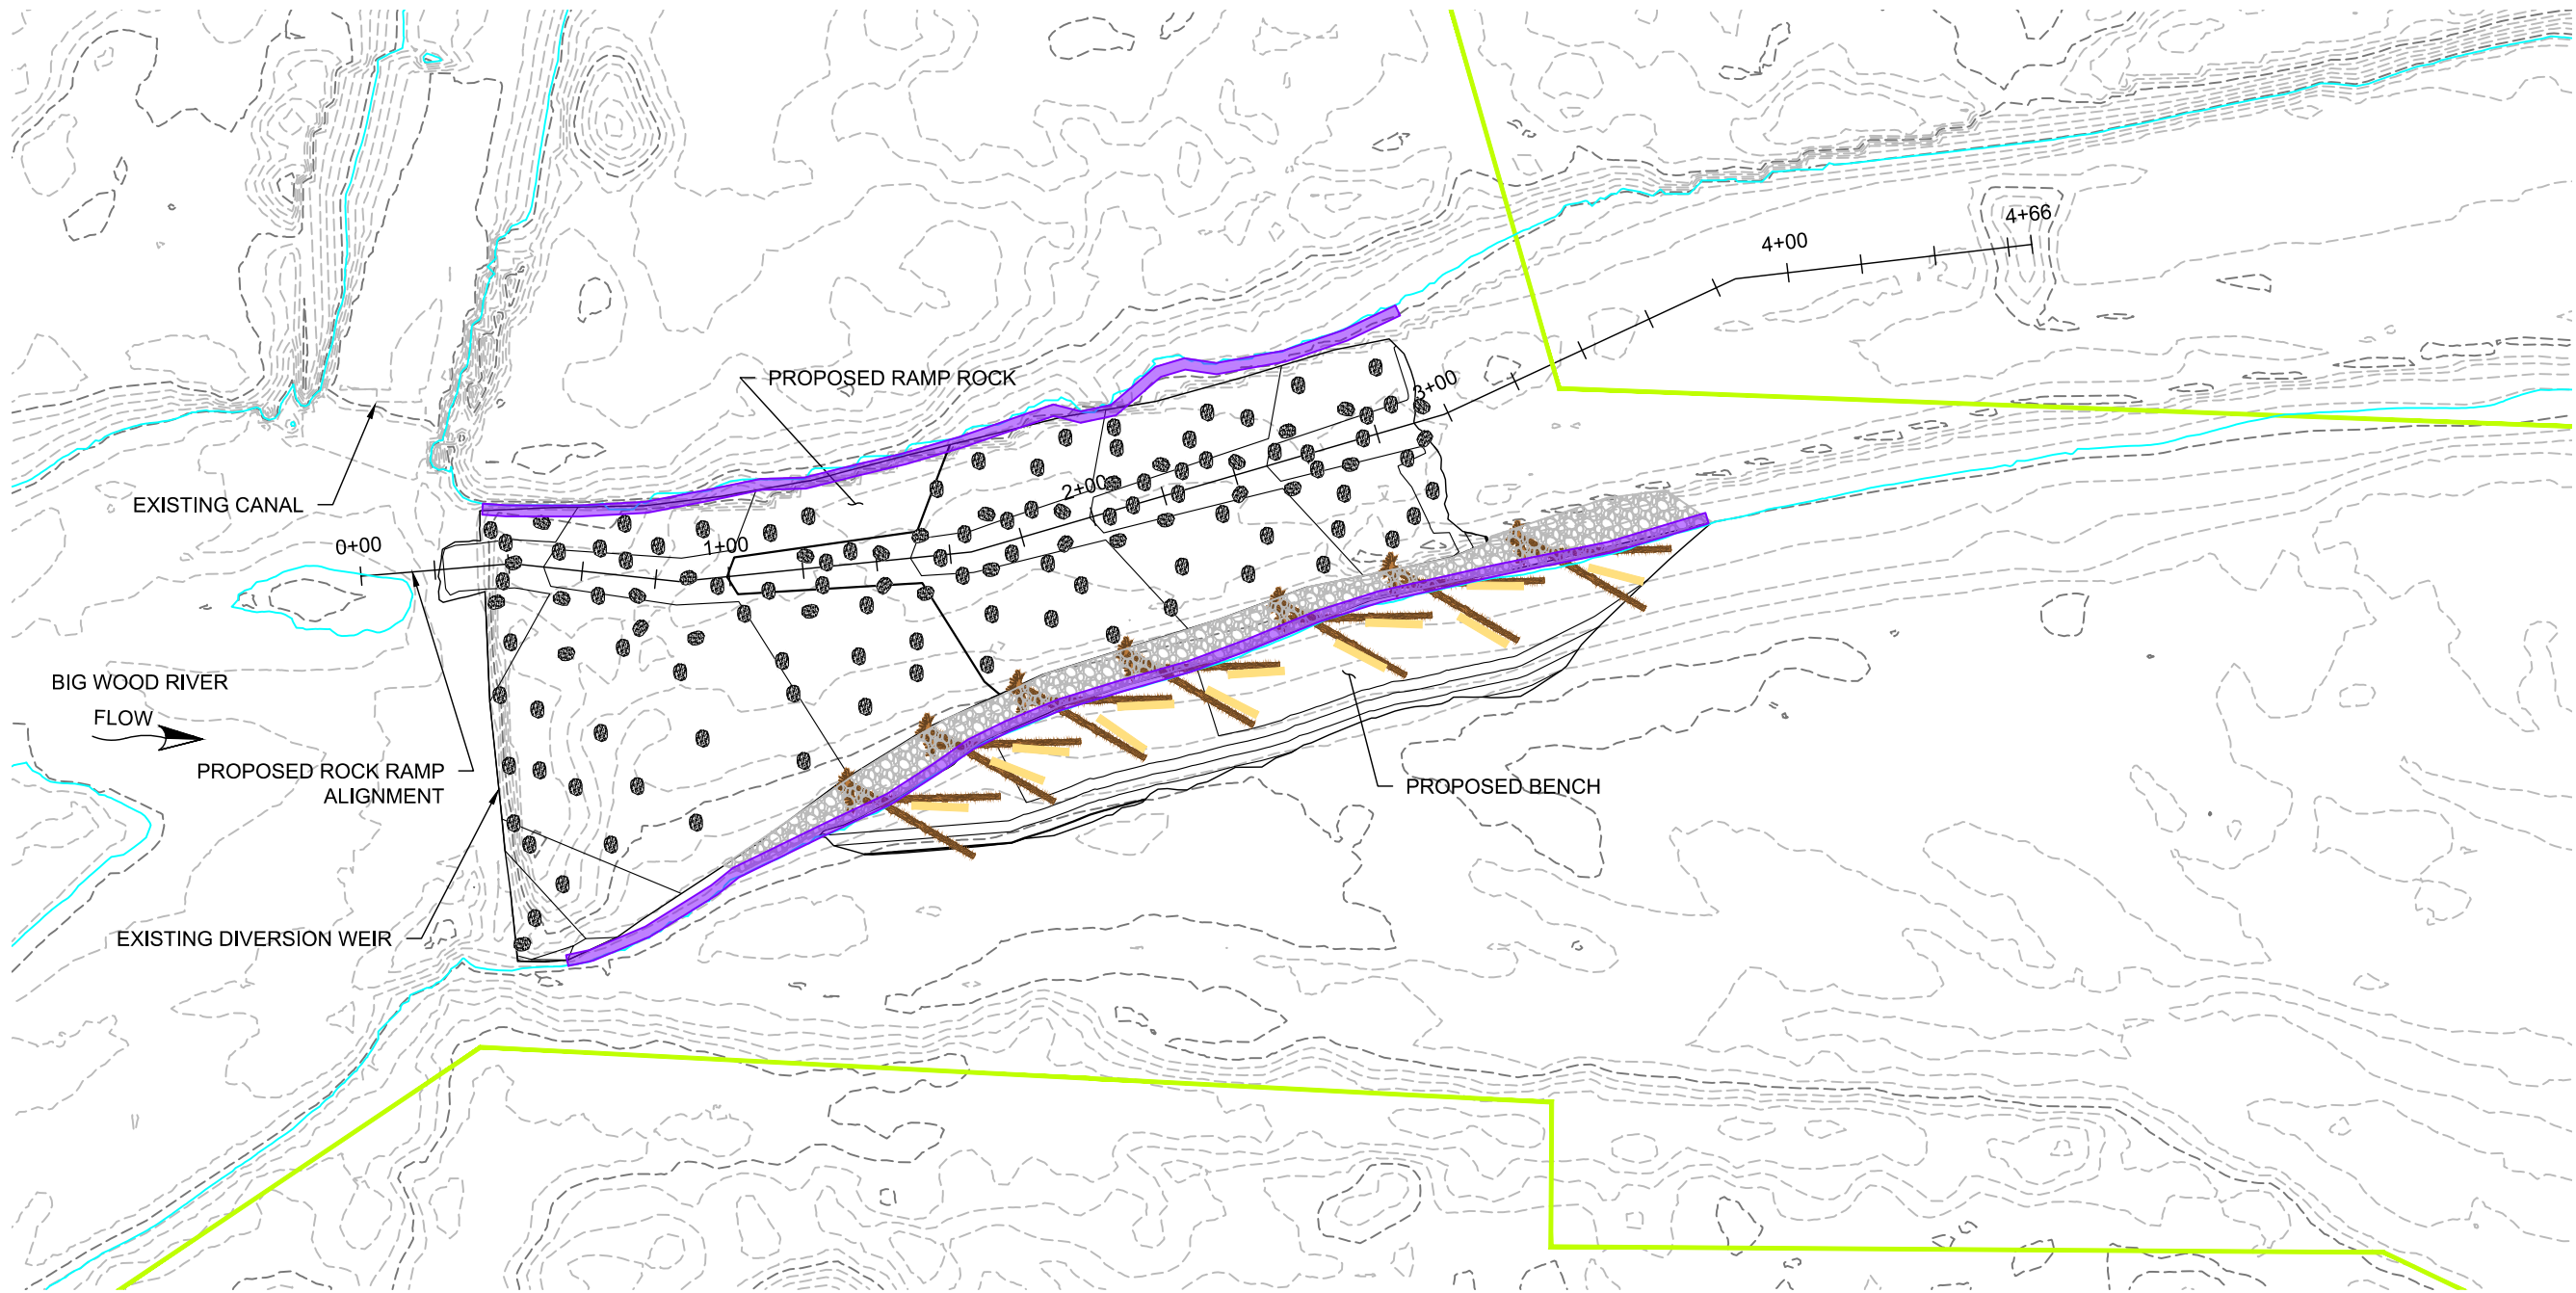 4+66
4+00
PROPOSED RAMP ROCK
3+00
2+00
EXISTING CANAL
0+00
1+00
BIG WOOD RIVER
FLOW
PROPOSED ROCK RAMP
ALIGNMENT
PROPOSED BENCH
EXISTING DIVERSION WEIR